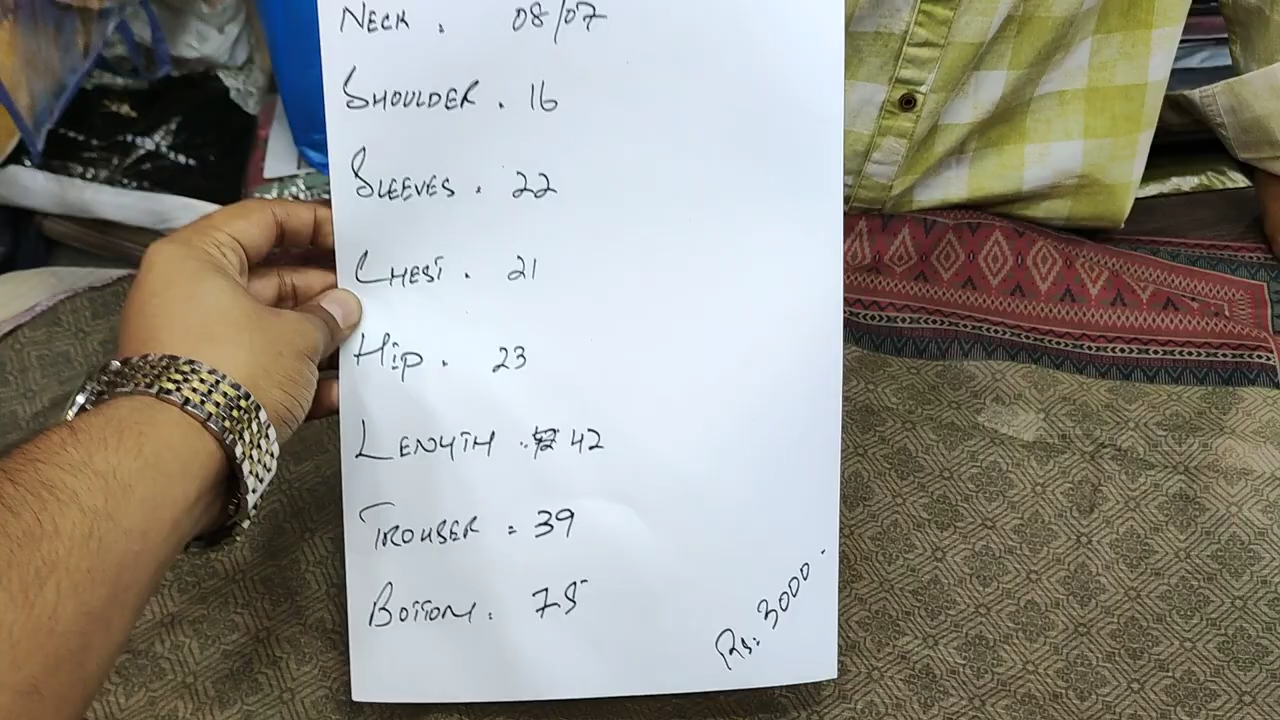 NECK . 08/07
SHOULDER . 16
SLEEVES . 22
CHEST . 21
Hip . 23
LENGTH . 42
TROUSER = 39
BOTTOM . 7.5
Rs: 3000-